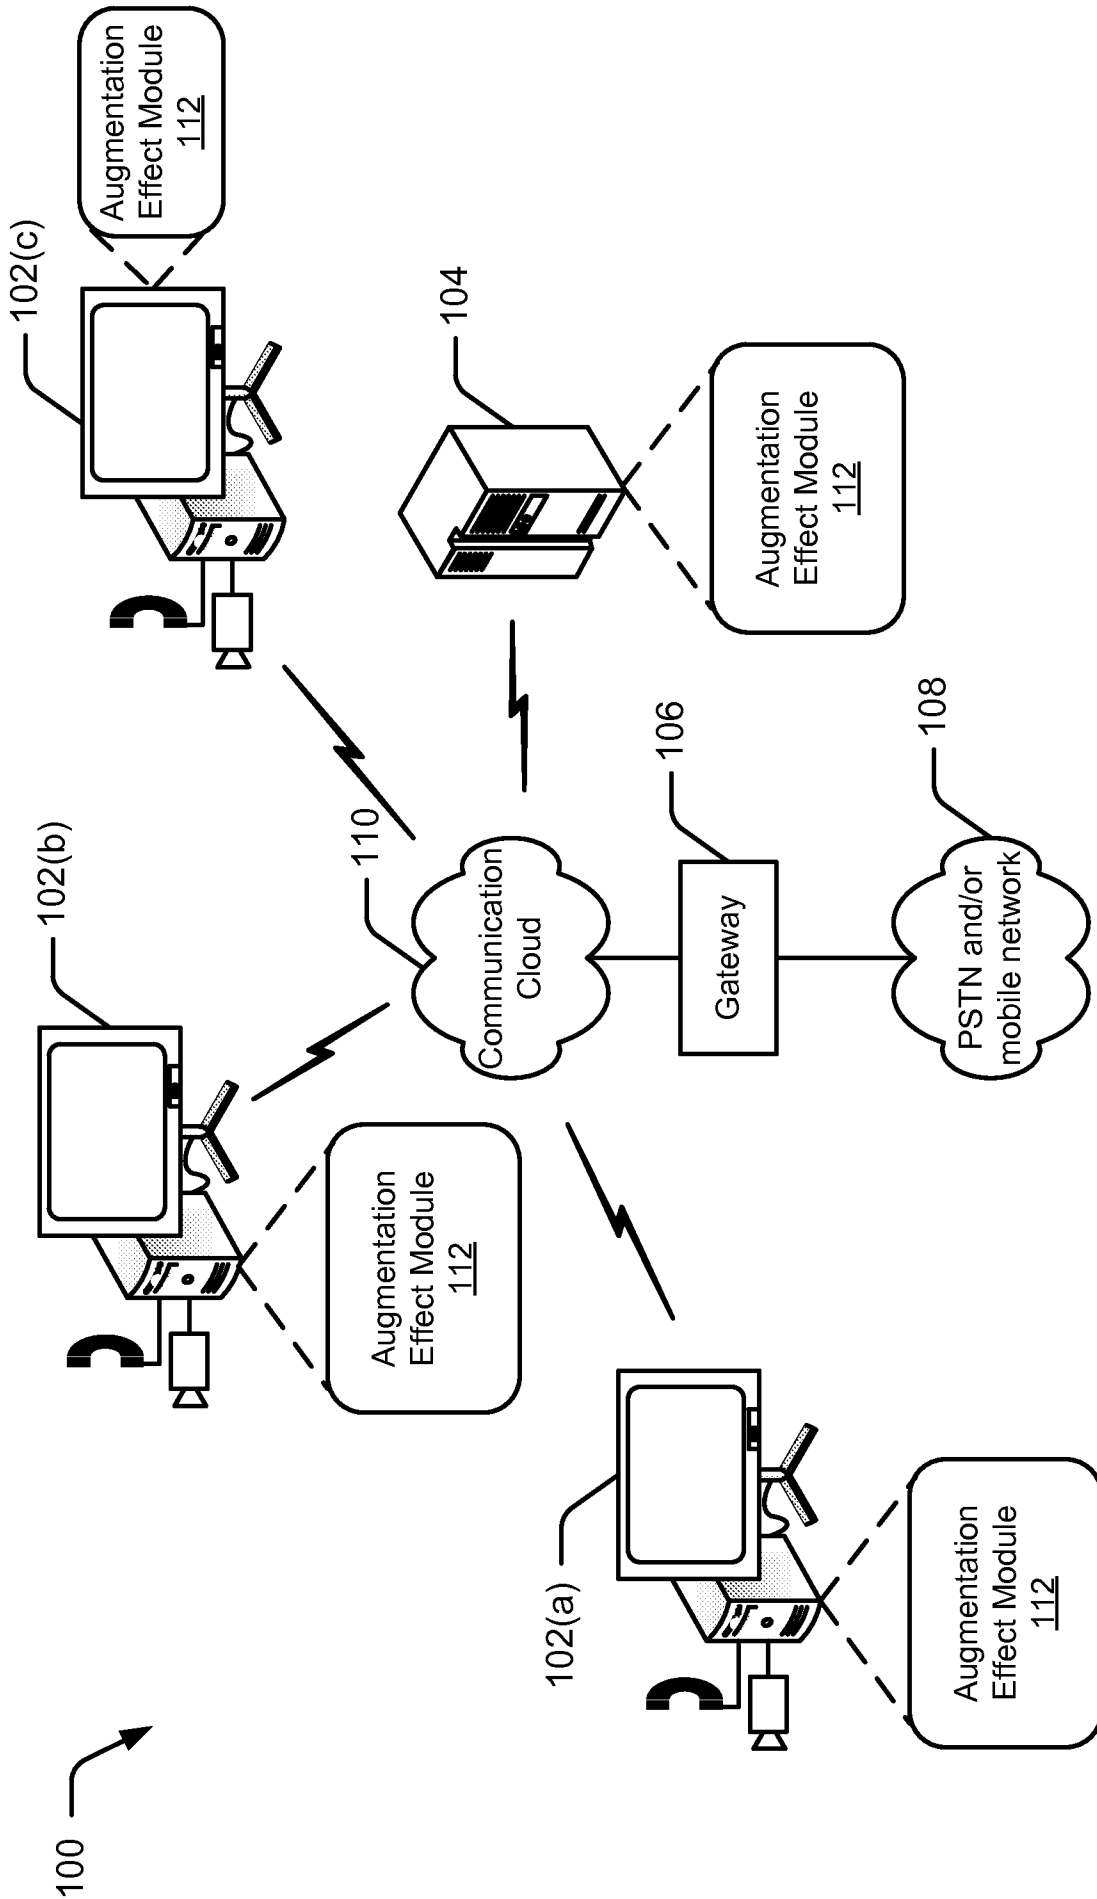 100
102(a)
Augmentation
Effect Module
112
102(b)
Augmentation
Effect Module
112
102(c)
Augmentation
Effect Module
112
104
Augmentation
Effect Module
112
110
Communication
Cloud
106
Gateway
108
PSTN and/or
mobile network